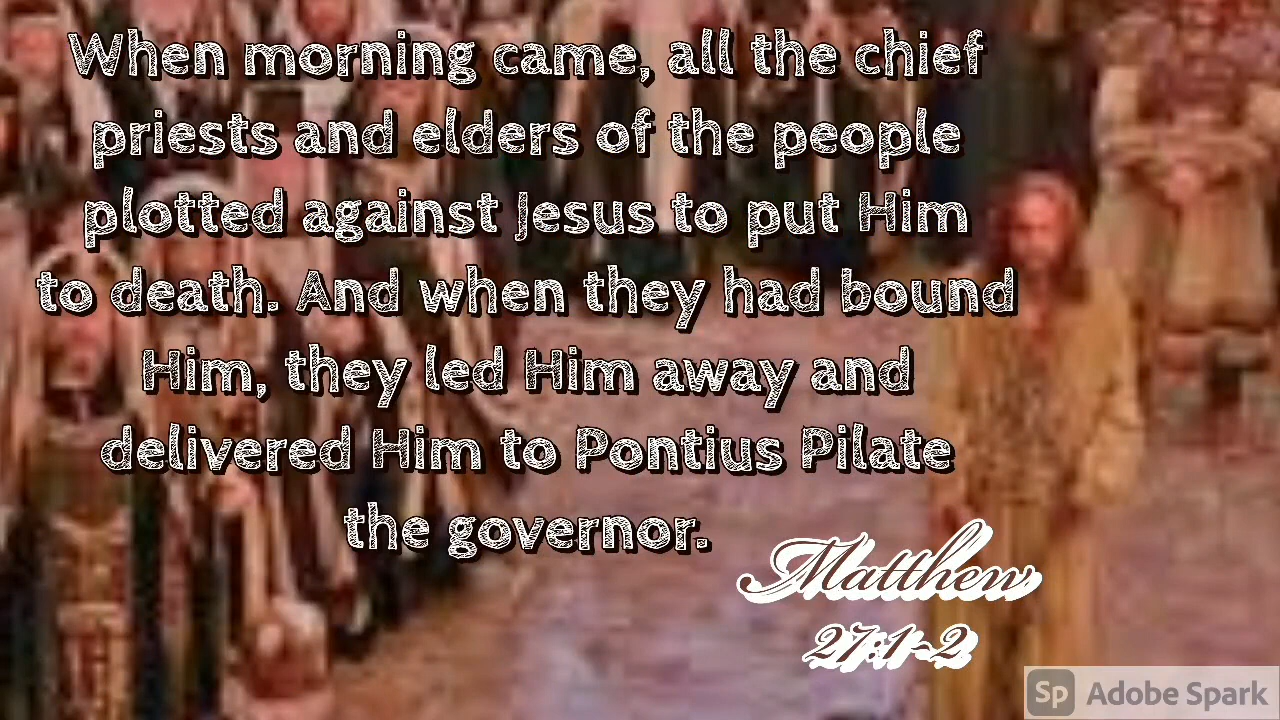 When morning came, all the chief
priests and elders of the people
plotted against Jesus to put Him
to death. And when they had bound
Him, they led Him away and
delivered Him to Pontius Pilate
the governor.
Matthew
27:1-2
Sp Adobe Spark